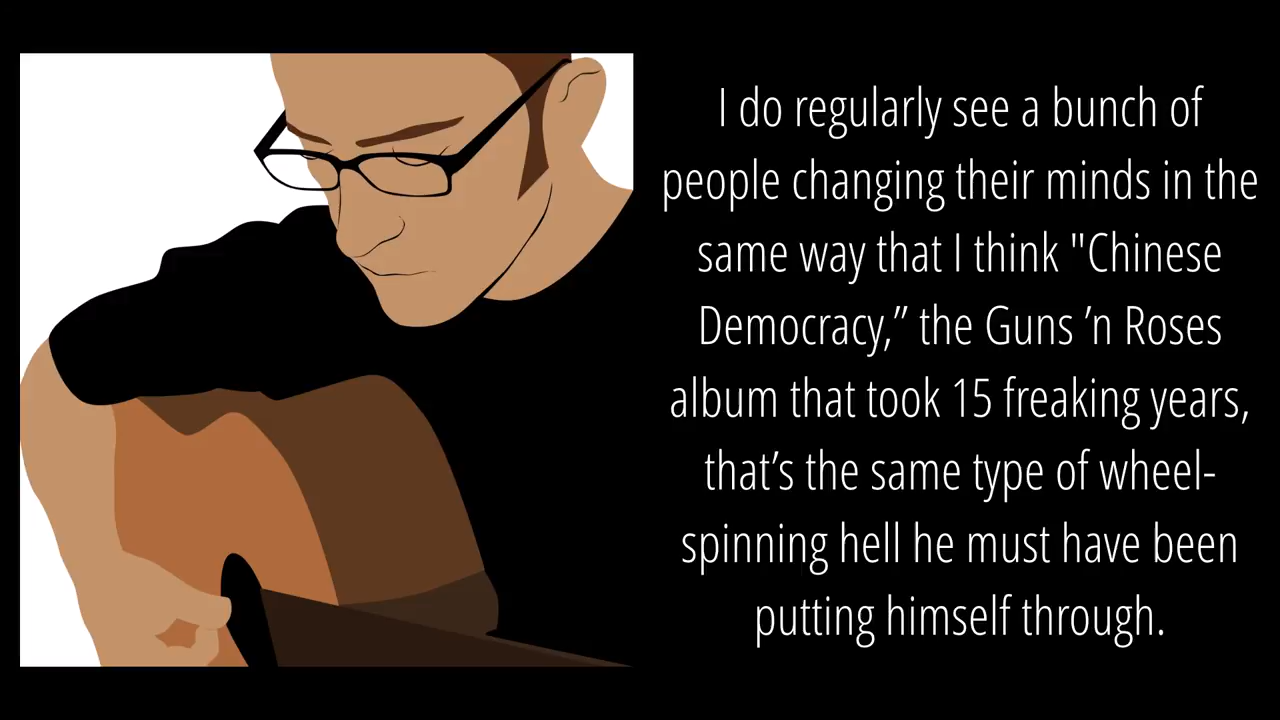 I do regularly see a bunch of
people changing their minds in the
same way that I think "Chinese
Democracy,” the Guns ’n Roses
album that took 15 freaking years,
that’s the same type of wheel-
spinning hell he must have been
putting himself through.